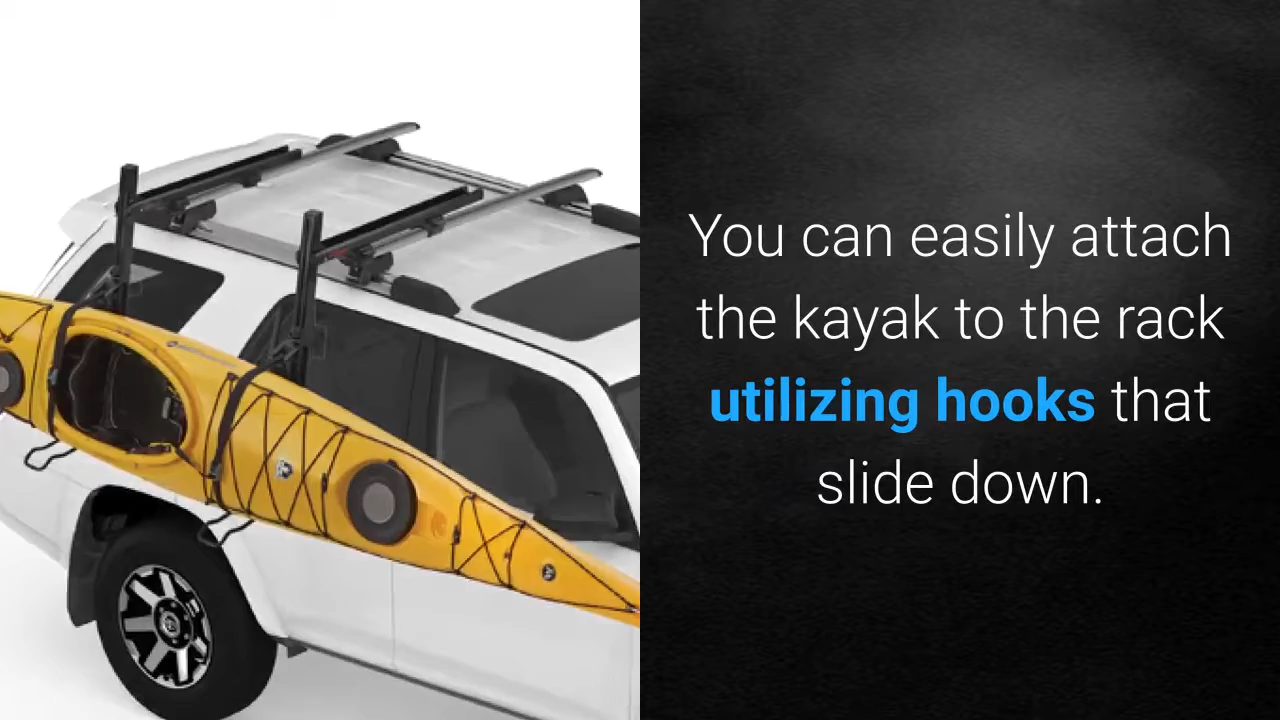 You can easily attach
the kayak to the rack
utilizing hooks that
slide down.